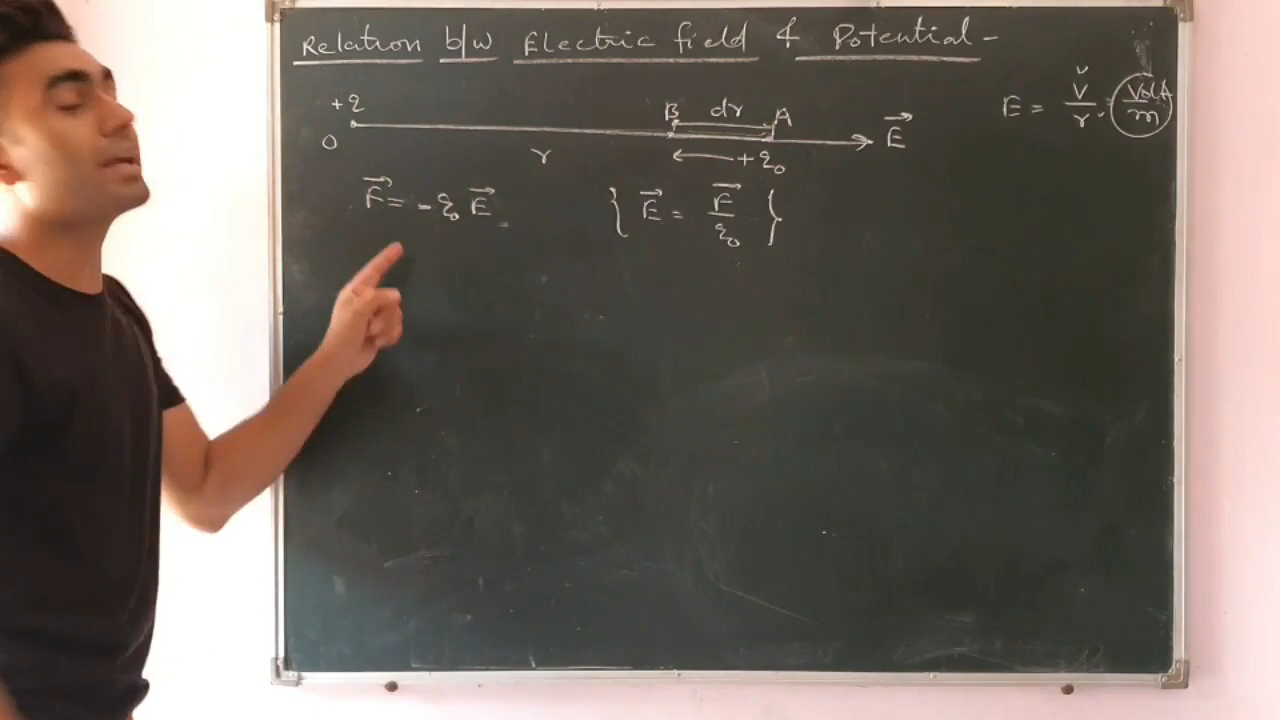 Relation b/w Electric field & Potential -
+q B dr A
O r ← +q₀ E⃗
E = V/r = Volt/m
F⃗ = -q₀ E⃗ { E⃗ = F⃗/q₀ }